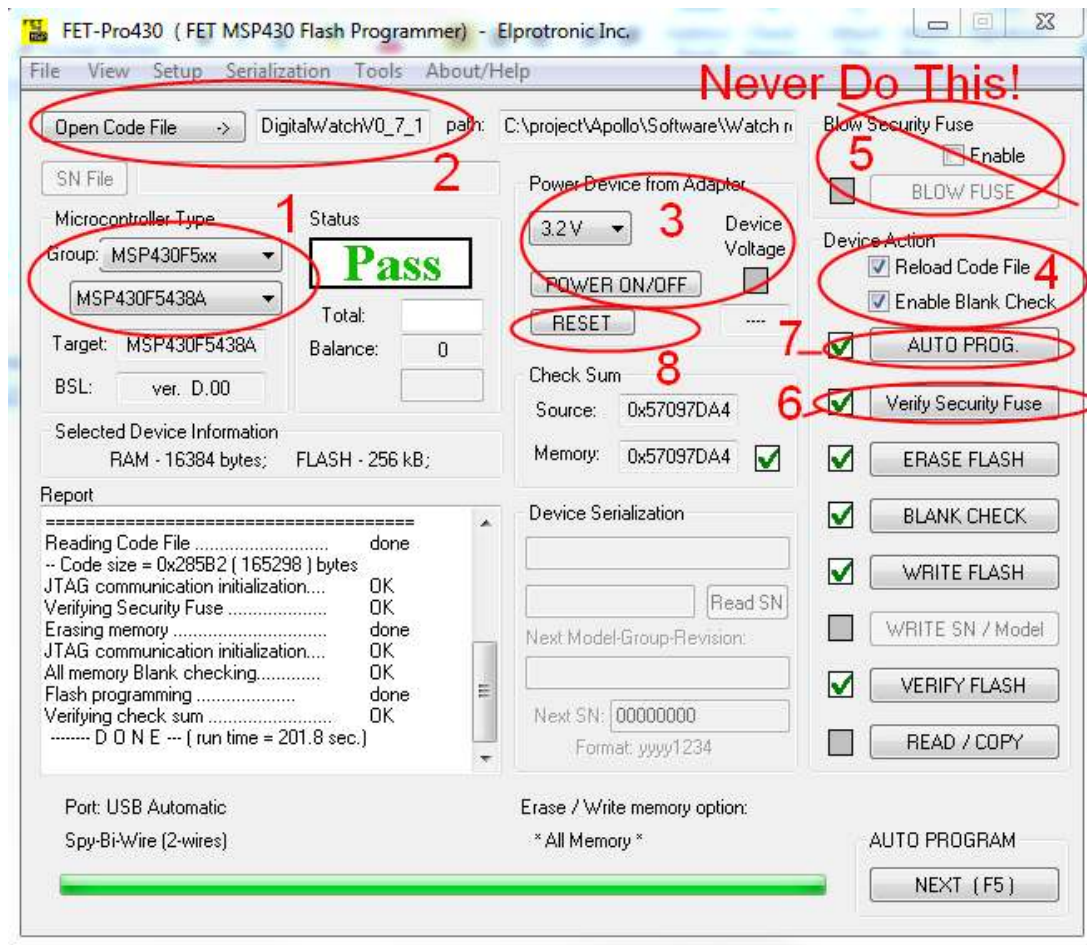 FET-Pro430 ( FET MSP430 Flash Programmer) - Elprotronic Inc.
File View Setup Serialization Tools About/Help
Never Do This!
Open Code File -> DigitalWatchV0_7_1 path: C:\project\Apollo\Software\Watch r
2
SN File
Microcontroller Type
1
Group: MSP430F5xx
MSP430F5438A
Target: MSP430F5438A
BSL: ver. D.00
Status
Pass
Total:
Balance: 0
Selected Device Information
RAM - 16384 bytes; FLASH - 256 kB;
Report
=====================================
Reading Code File ........................... done
-- Code size = 0x285B2 ( 165298 ) bytes
JTAG communication initialization.... OK
Verifying Security Fuse .................... OK
Erasing memory ............................... done
JTAG communication initialization.... OK
All memory Blank checking............. OK
Flash programming .................... done
Verifying check sum ......................... OK
-------- D O N E --- ( run time = 201.8 sec.)
Power Device from Adapter
3.2 V
3
Device
Voltage
POWER ON/OFF
RESET
----
8
Check Sum
Source: 0x57097DA4
Memory: 0x57097DA4
Device Serialization
Read SN
Next Model-Group-Revision:
Next SN: 00000000
Format: yyyy1234
Blow Security Fuse
5
Enable
BLOW FUSE
Device Action
Reload Code File
4
Enable Blank Check
7
AUTO PROG.
6
Verify Security Fuse
ERASE FLASH
BLANK CHECK
WRITE FLASH
WRITE SN / Model
VERIFY FLASH
READ / COPY
Port: USB Automatic
Spy-Bi-Wire (2-wires)
Erase / Write memory option:
* All Memory *
AUTO PROGRAM
NEXT ( F5 )